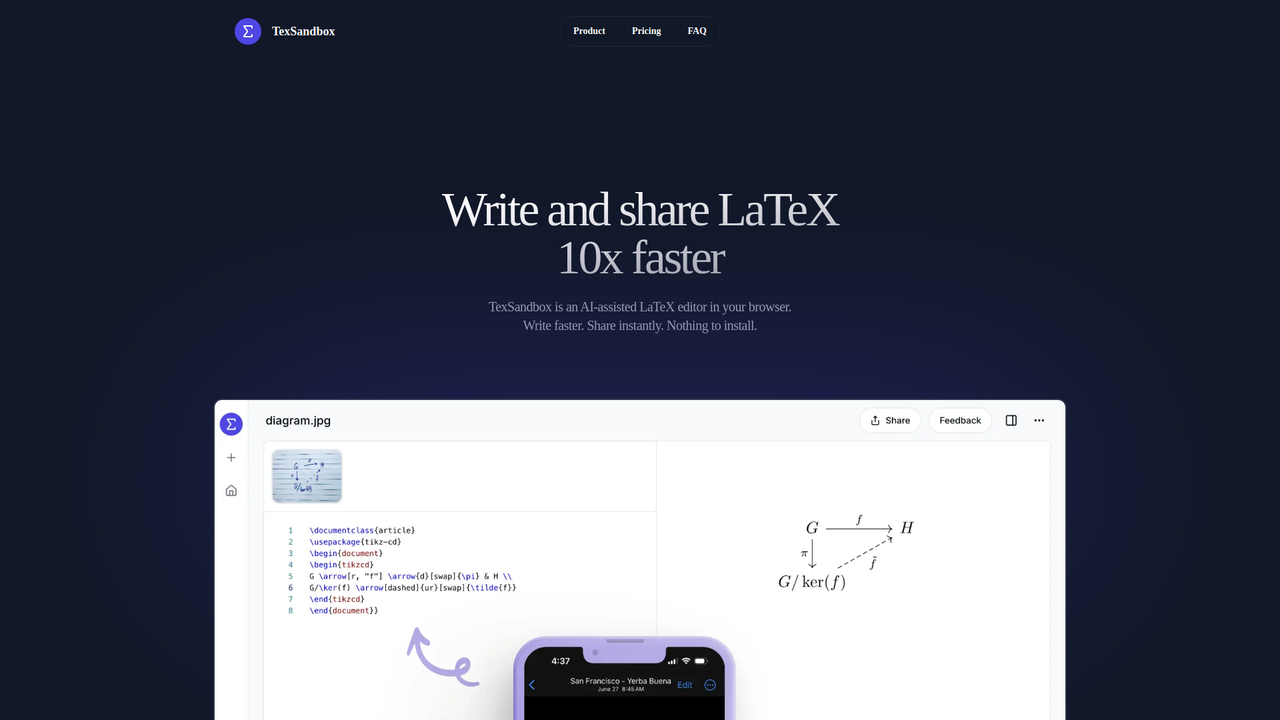 Σ TexSandbox
Product Pricing FAQ
Write and share LaTeX
10x faster
TexSandbox is an AI-assisted LaTeX editor in your browser.
Write faster. Share instantly. Nothing to install.
Σ
diagram.jpg
Share
Feedback
G f H
π f̃
G/ker(f)
1 \documentclass{article}
2 \usepackage{tikz-cd}
3 \begin{document}
4 \begin{tikzcd}
5 G \arrow[r, "f"] \arrow{d}[swap]{\pi} & H \\
6 G/\ker(f) \arrow[dashed]{ur}[swap]{\tilde{f}}
7 \end{tikzcd}
8 \end{document}}
G f H
π f̃
G/ ker(f)
4:37
San Francisco - Yerba Buena
June 27 8:45 AM
Edit